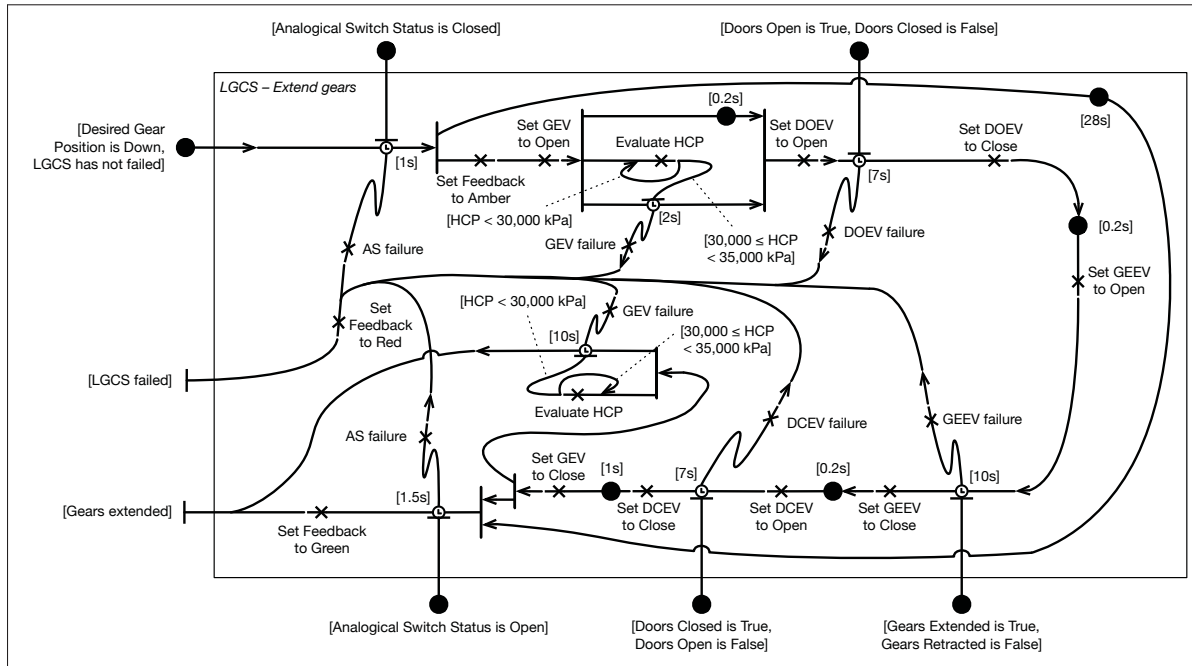 [Analogical Switch Status is Closed]
[Doors Open is True, Doors Closed is False]
LGCS – Extend gears
[Desired Gear
Position is Down,
LGCS has not failed]
[1s]
Set GEV
to Open
Set Feedback
to Amber
[0.2s]
Evaluate HCP
[HCP < 30,000 kPa]
[2s]
[30,000 ≤ HCP
< 35,000 kPa]
Set DOEV
to Open
[7s]
Set DOEV
to Close
[28s]
[0.2s]
Set GEEV
to Open
AS failure
GEV failure
DOEV failure
Set
Feedback
to Red
[HCP < 30,000 kPa]
GEV failure
[10s]
[30,000 ≤ HCP
< 35,000 kPa]
Evaluate HCP
[LGCS failed]
AS failure
DCEV failure
GEEV failure
[Gears extended]
Set Feedback
to Green
[1.5s]
Set GEV
to Close
[1s]
Set DCEV
to Close
[7s]
Set DCEV
to Open
[0.2s]
Set GEEV
to Close
[10s]
[Analogical Switch Status is Open]
[Doors Closed is True,
Doors Open is False]
[Gears Extended is True,
Gears Retracted is False]